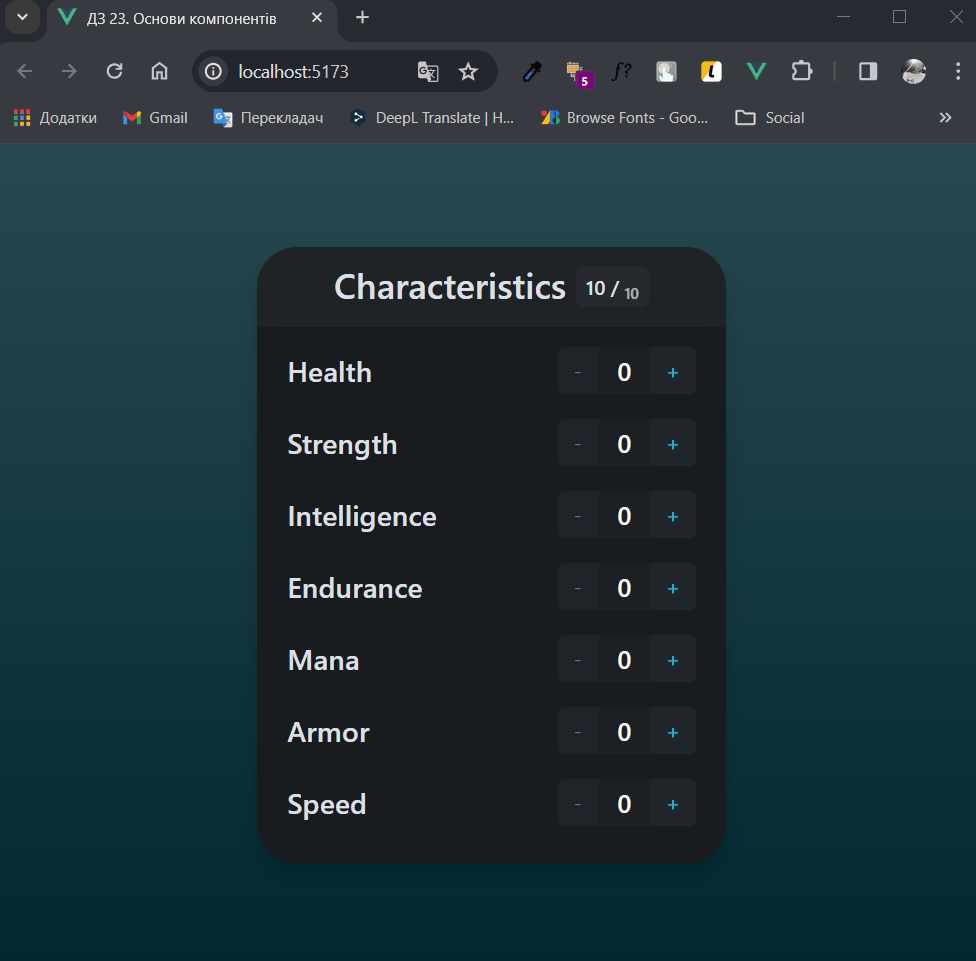 ДЗ 23. Основи компонентів
localhost:5173
f?
5
Додатки Gmail Перекладач DeepL Translate | H... Browse Fonts - Goo... Social
Characteristics 10 / 10
Health - 0 +
Strength - 0 +
Intelligence - 0 +
Endurance - 0 +
Mana - 0 +
Armor - 0 +
Speed - 0 +